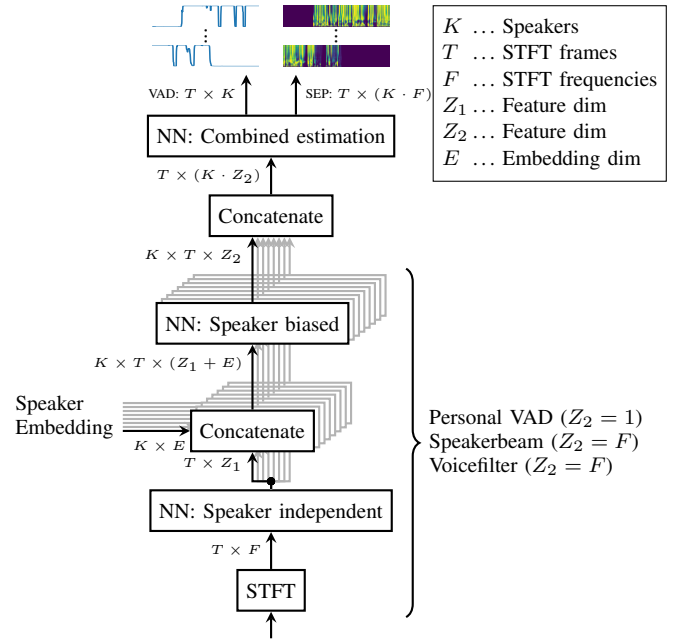 K … Speakers
T … STFT frames
F … STFT frequencies
Z₁ … Feature dim
Z₂ … Feature dim
E … Embedding dim
VAD: T × K
SEP: T × (K · F)
NN: Combined estimation
T × (K · Z₂)
Concatenate
K × T × Z₂
NN: Speaker biased
K × T × (Z₁ + E)
Speaker
Embedding
Concatenate
K × E
T × Z₁
Personal VAD (Z₂ = 1)
Speakerbeam (Z₂ = F)
Voicefilter (Z₂ = F)
NN: Speaker independent
T × F
STFT